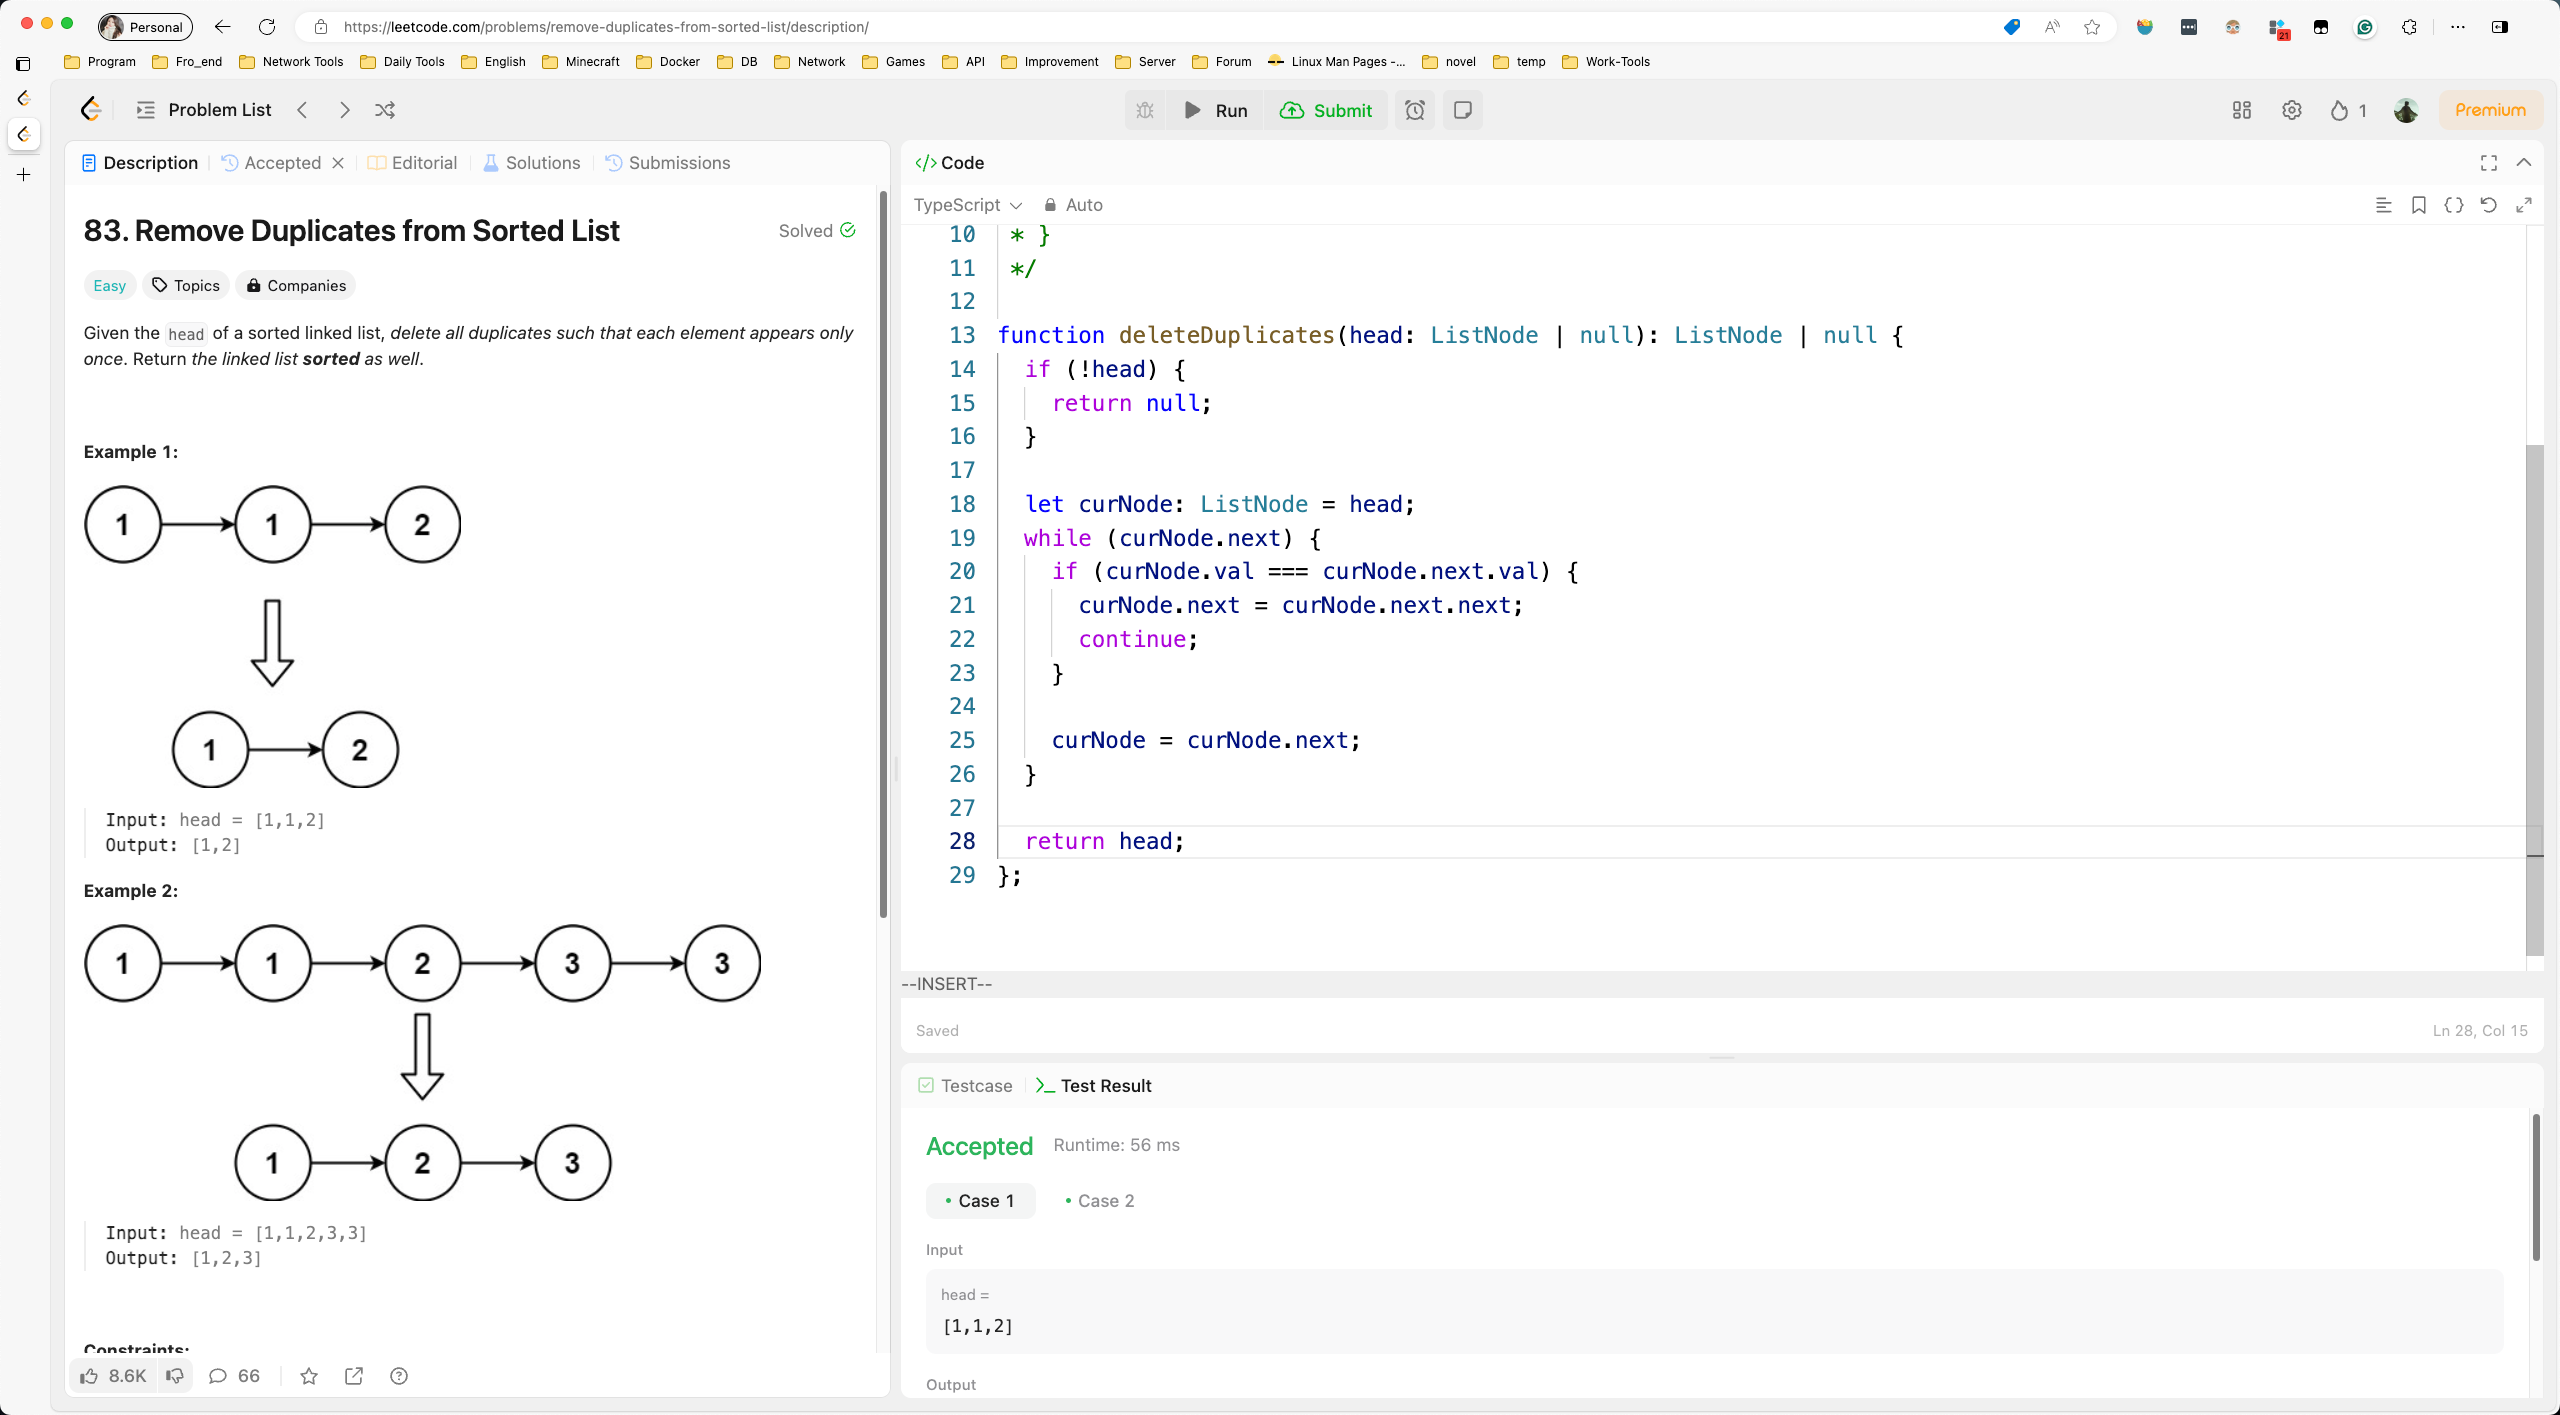 Personal
https://leetcode.com/problems/remove-duplicates-from-sorted-list/description/
21
Program Fro_end Network Tools Daily Tools English Minecraft Docker DB Network Games API Improvement Server Forum Linux Man Pages -... novel temp Work-Tools
Problem List Run Submit 1 Premium
Description Accepted Editorial Solutions Submissions
83. Remove Duplicates from Sorted List
Solved
Easy Topics Companies
Given the head of a sorted linked list, delete all duplicates such that each element appears only
once. Return the linked list sorted as well.
Example 1:
1 1 2
1 2
Input: head = [1,1,2]
Output: [1,2]
Example 2:
1 1 2 3 3
1 2 3
Input: head = [1,1,2,3,3]
Output: [1,2,3]
Constraints:
8.6K 66
</> Code
TypeScript Auto
10 * }
11 */
12
13 function deleteDuplicates(head: ListNode | null): ListNode | null {
14 if (!head) {
15 return null;
16 }
17
18 let curNode: ListNode = head;
19 while (curNode.next) {
20 if (curNode.val === curNode.next.val) {
21 curNode.next = curNode.next.next;
22 continue;
23 }
24
25 curNode = curNode.next;
26 }
27
28 return head;
29 };
--INSERT--
Saved Ln 28, Col 15
Testcase >_ Test Result
Accepted Runtime: 56 ms
• Case 1 • Case 2
Input
head =
[1,1,2]
Output